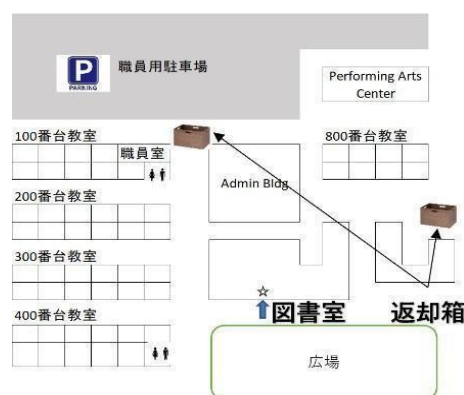 P
PARKING
職員用駐車場
Performing Arts
Center
100番台教室
職員室
800番台教室
Admin Bldg
200番台教室
300番台教室
図書室
返却箱
400番台教室
広場